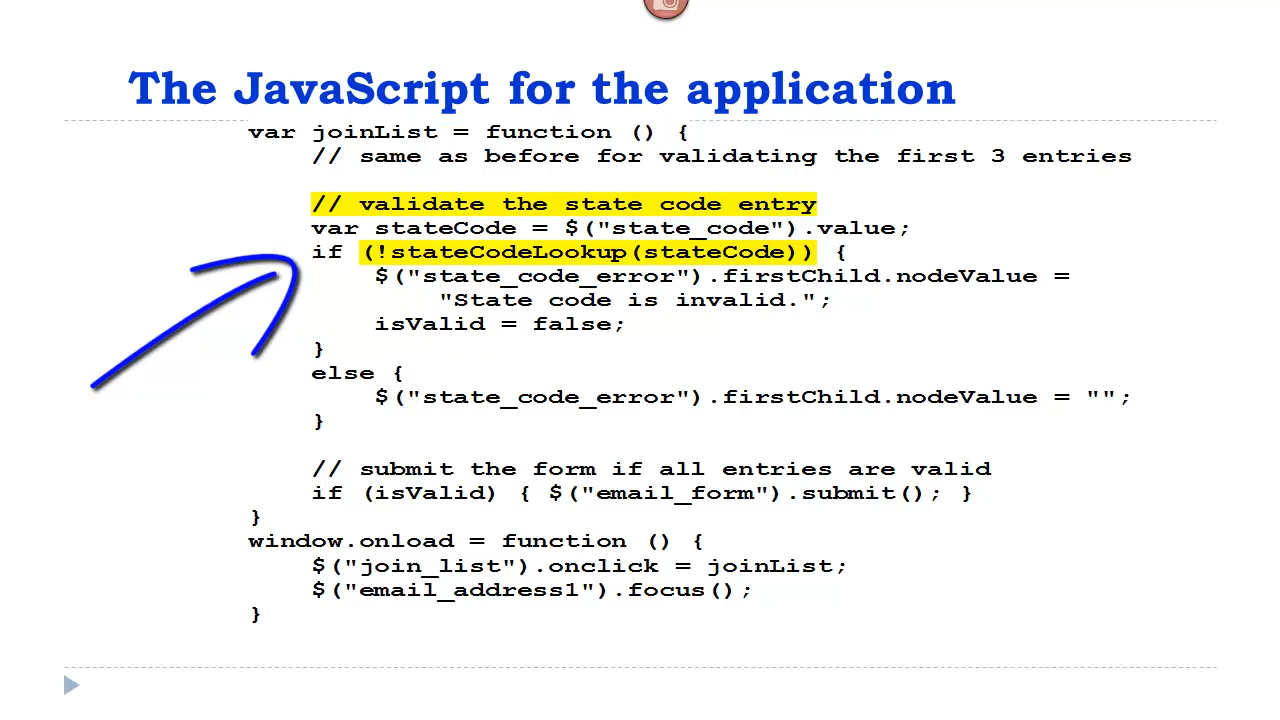 The JavaScript for the application
var joinList = function () {
// same as before for validating the first 3 entries
// validate the state code entry
var stateCode = $("state_code").value;
if (!stateCodeLookup(stateCode)) {
$("state_code_error").firstChild.nodeValue =
"State code is invalid.";
isValid = false;
}
else {
$("state_code_error").firstChild.nodeValue = "";
}
// submit the form if all entries are valid
if (isValid) { $("email_form").submit(); }
}
window.onload = function () {
$("join_list").onclick = joinList;
$("email_address1").focus();
}